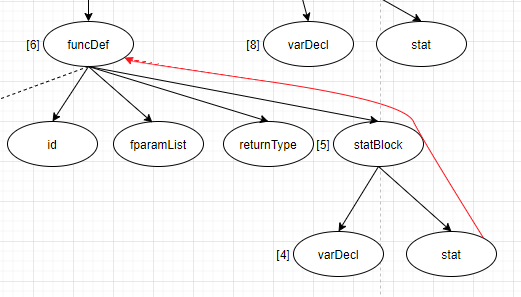 [6] funcDef [8] varDecl stat
id fparamList returnType [5] statBlock
[4] varDecl stat